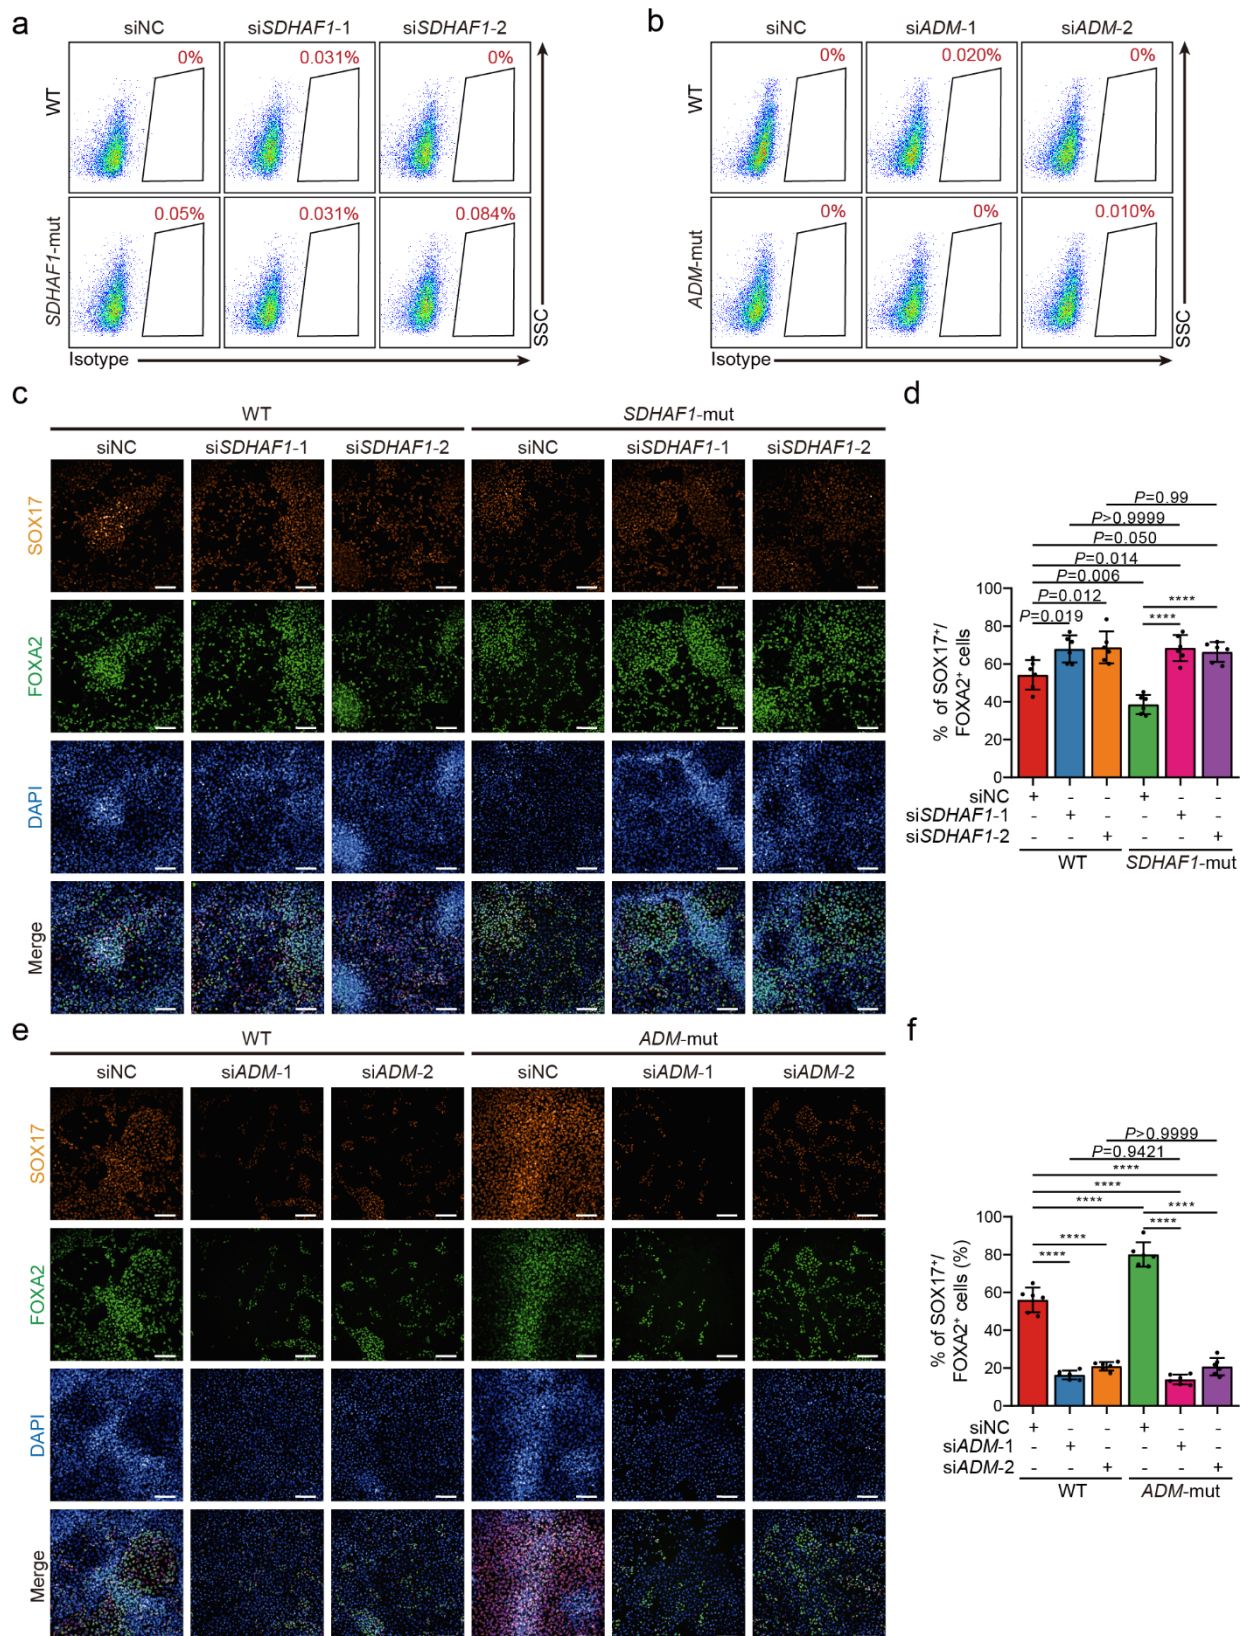 a
siNC siSDHAF1-1 siSDHAF1-2
WT
0% 0.031% 0%
SDHAF1-mut
0.05% 0.031% 0.084%
Isotype
SSC
b
siNC siADM-1 siADM-2
WT
0% 0.020% 0%
ADM-mut
0% 0% 0.010%
Isotype
SSC
c
WT SDHAF1-mut
siNC siSDHAF1-1 siSDHAF1-2 siNC siSDHAF1-1 siSDHAF1-2
SOX17
FOXA2
DAPI
Merge
d
P=0.99
P>0.9999
P=0.050
P=0.014
P=0.006
P=0.012 ****
P=0.019 ****
% of SOX17+/
FOXA2+ cells
100
80
60
40
20
0
siNC + - - + - -
siSDHAF1-1 - + - - + -
siSDHAF1-2 - - + - - +
WT SDHAF1-mut
e
WT ADM-mut
siNC siADM-1 siADM-2 siNC siADM-1 siADM-2
SOX17
FOXA2
DAPI
Merge
f
P>0.9999
P=0.9421
****
****
**** ****
**** ****
****
% of SOX17+/
FOXA2+ cells (%)
100
80
60
40
20
0
siNC + - - + - -
siADM-1 - + - - + -
siADM-2 - - + - - +
WT ADM-mut